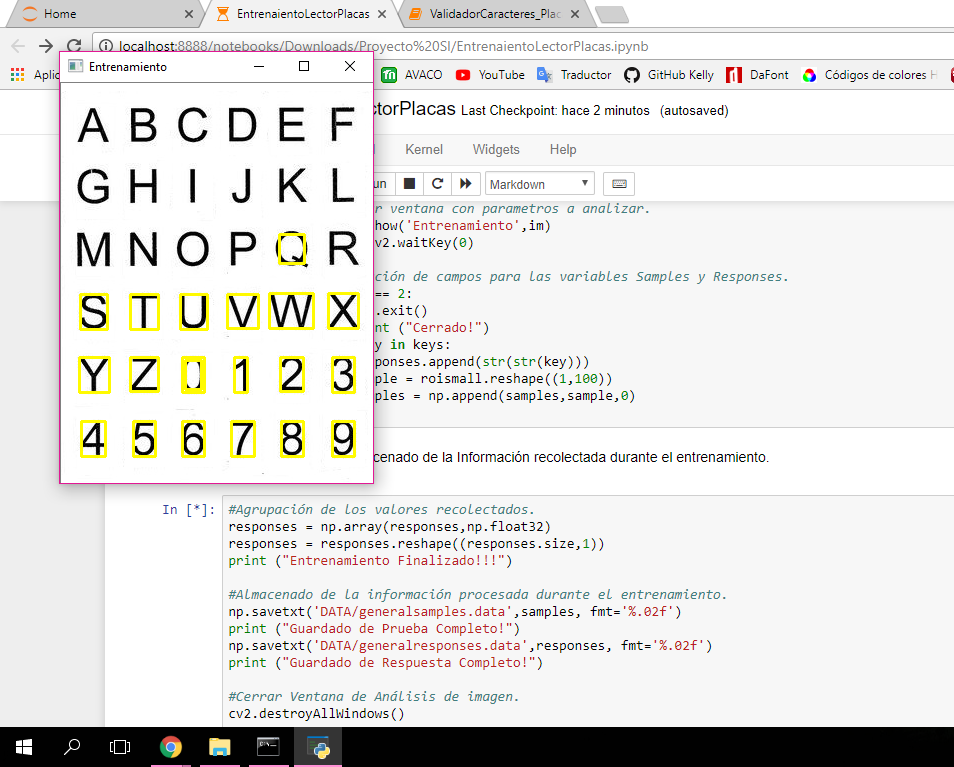 Home
EntrenaientoLectorPlacas
ValidadorCaracteres_Plac
localhost:8888/notebooks/Downloads/Proyecto%20SI/EntrenaientoLectorPlacas.ipynb
Aplic
AVACO
YouTube
Traductor
GitHub Kelly
DaFont
Códigos de colores H
Entrenamiento
ctorPlacas Last Checkpoint: hace 2 minutos (autosaved)
Kernel Widgets Help
un
Markdown
A B C D E F
G H I J K L
M N O P Q R
S T U V W X
Y Z 0 1 2 3
4 5 6 7 8 9
r ventana con parametros a analizar.
how('Entrenamiento',im)
v2.waitKey(0)
ción de campos para las variables Samples y Responses.
== 2:
.exit()
nt ("Cerrado!")
y in keys:
ponses.append(str(str(key)))
ple = roismall.reshape((1,100))
ples = np.append(samples,sample,0)
cenado de la Información recolectada durante el entrenamiento.
In [*]:
#Agrupación de los valores recolectados.
responses = np.array(responses,np.float32)
responses = responses.reshape((responses.size,1))
print ("Entrenamiento Finalizado!!!")
#Almacenado de la información procesada durante el entrenamiento.
np.savetxt('DATA/generalsamples.data',samples, fmt='%.02f')
print ("Guardado de Prueba Completo!")
np.savetxt('DATA/generalresponses.data',responses, fmt='%.02f')
print ("Guardado de Respuesta Completo!")
#Cerrar Ventana de Análisis de imagen.
cv2.destroyAllWindows()